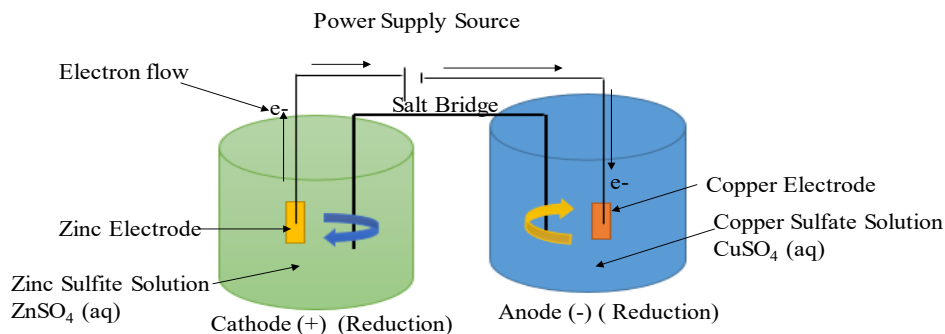 Power Supply Source
Electron flow
e-
Salt Bridge
e-
Copper Electrode
Zinc Electrode
Copper Sulfate Solution
CuSO₄ (aq)
Zinc Sulfite Solution
ZnSO₄ (aq)
Cathode (+) (Reduction)
Anode (-) ( Reduction)